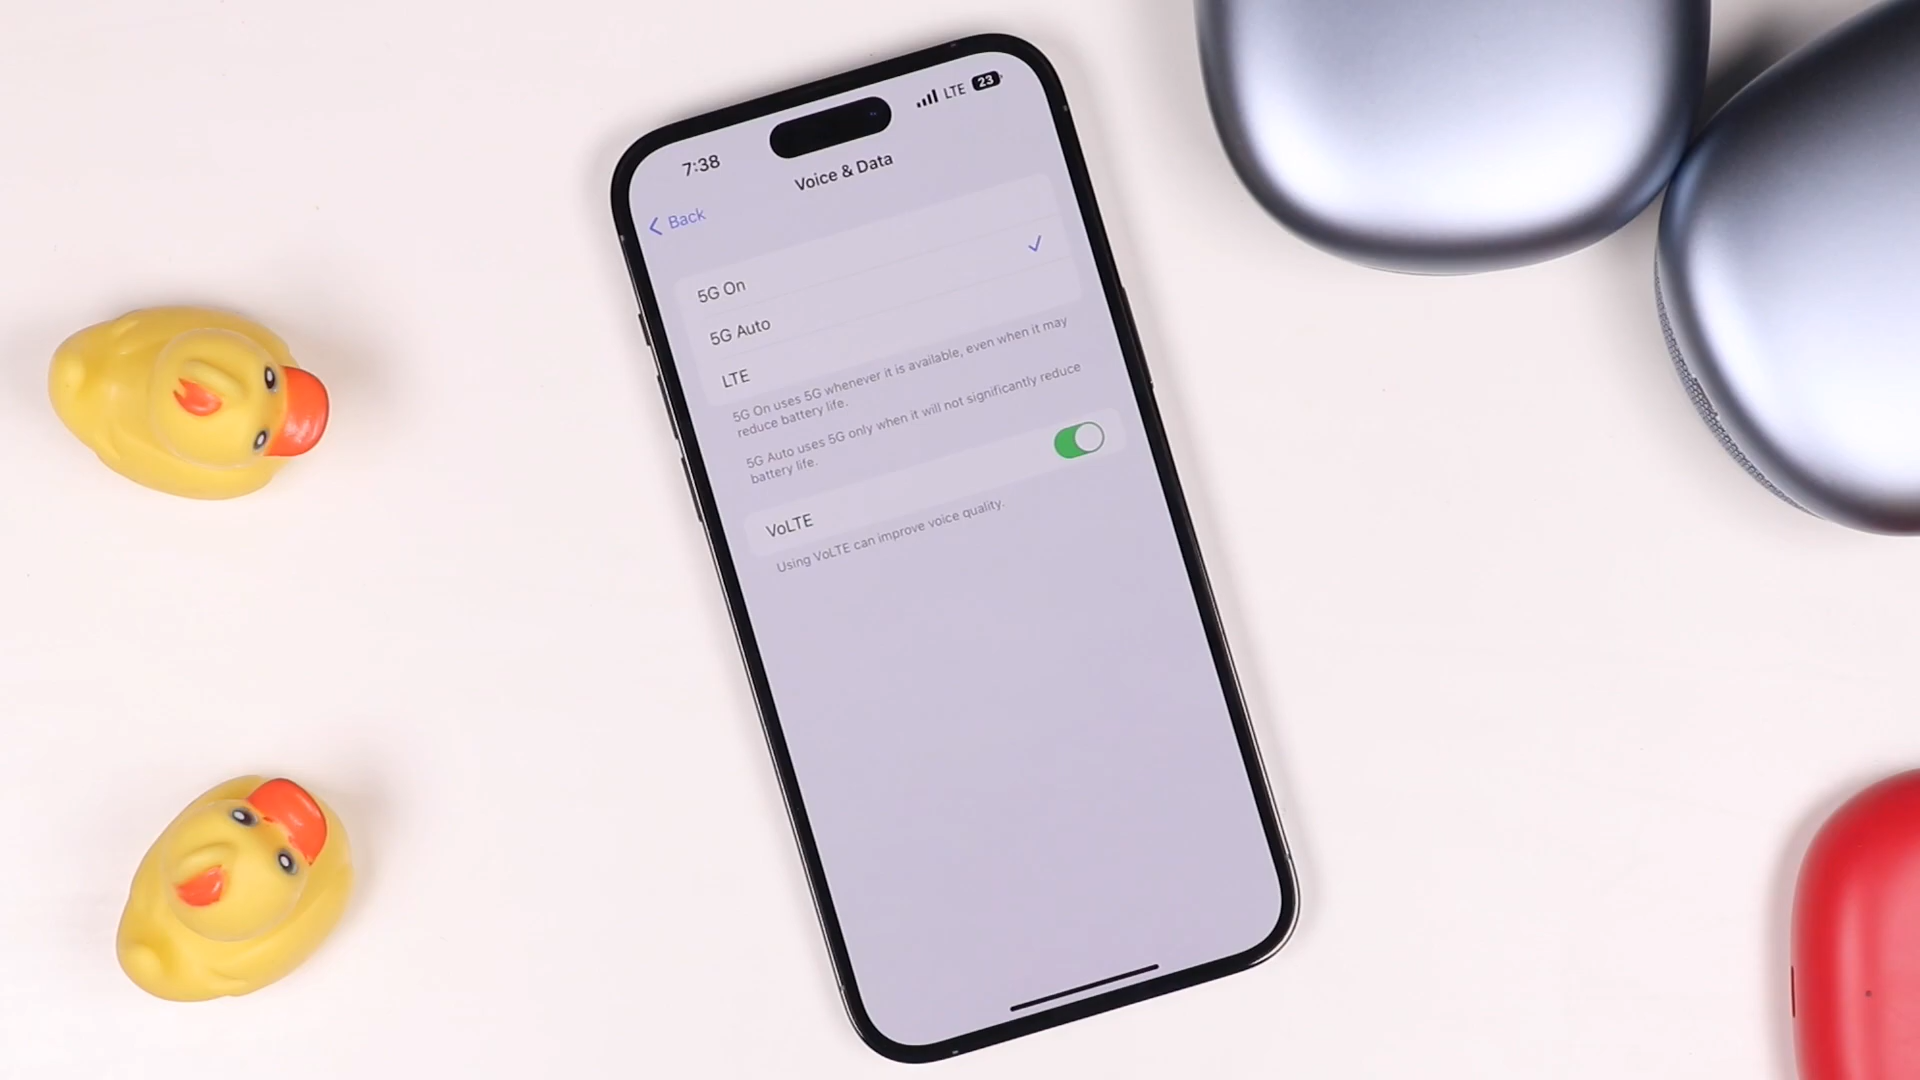 7:38
LTE 23
Voice & Data
Back
5G On
5G Auto
LTE
5G On uses 5G whenever it is available, even when it may
reduce battery life.
5G Auto uses 5G only when it will not significantly reduce
battery life.
VoLTE
Using VoLTE can improve voice quality.